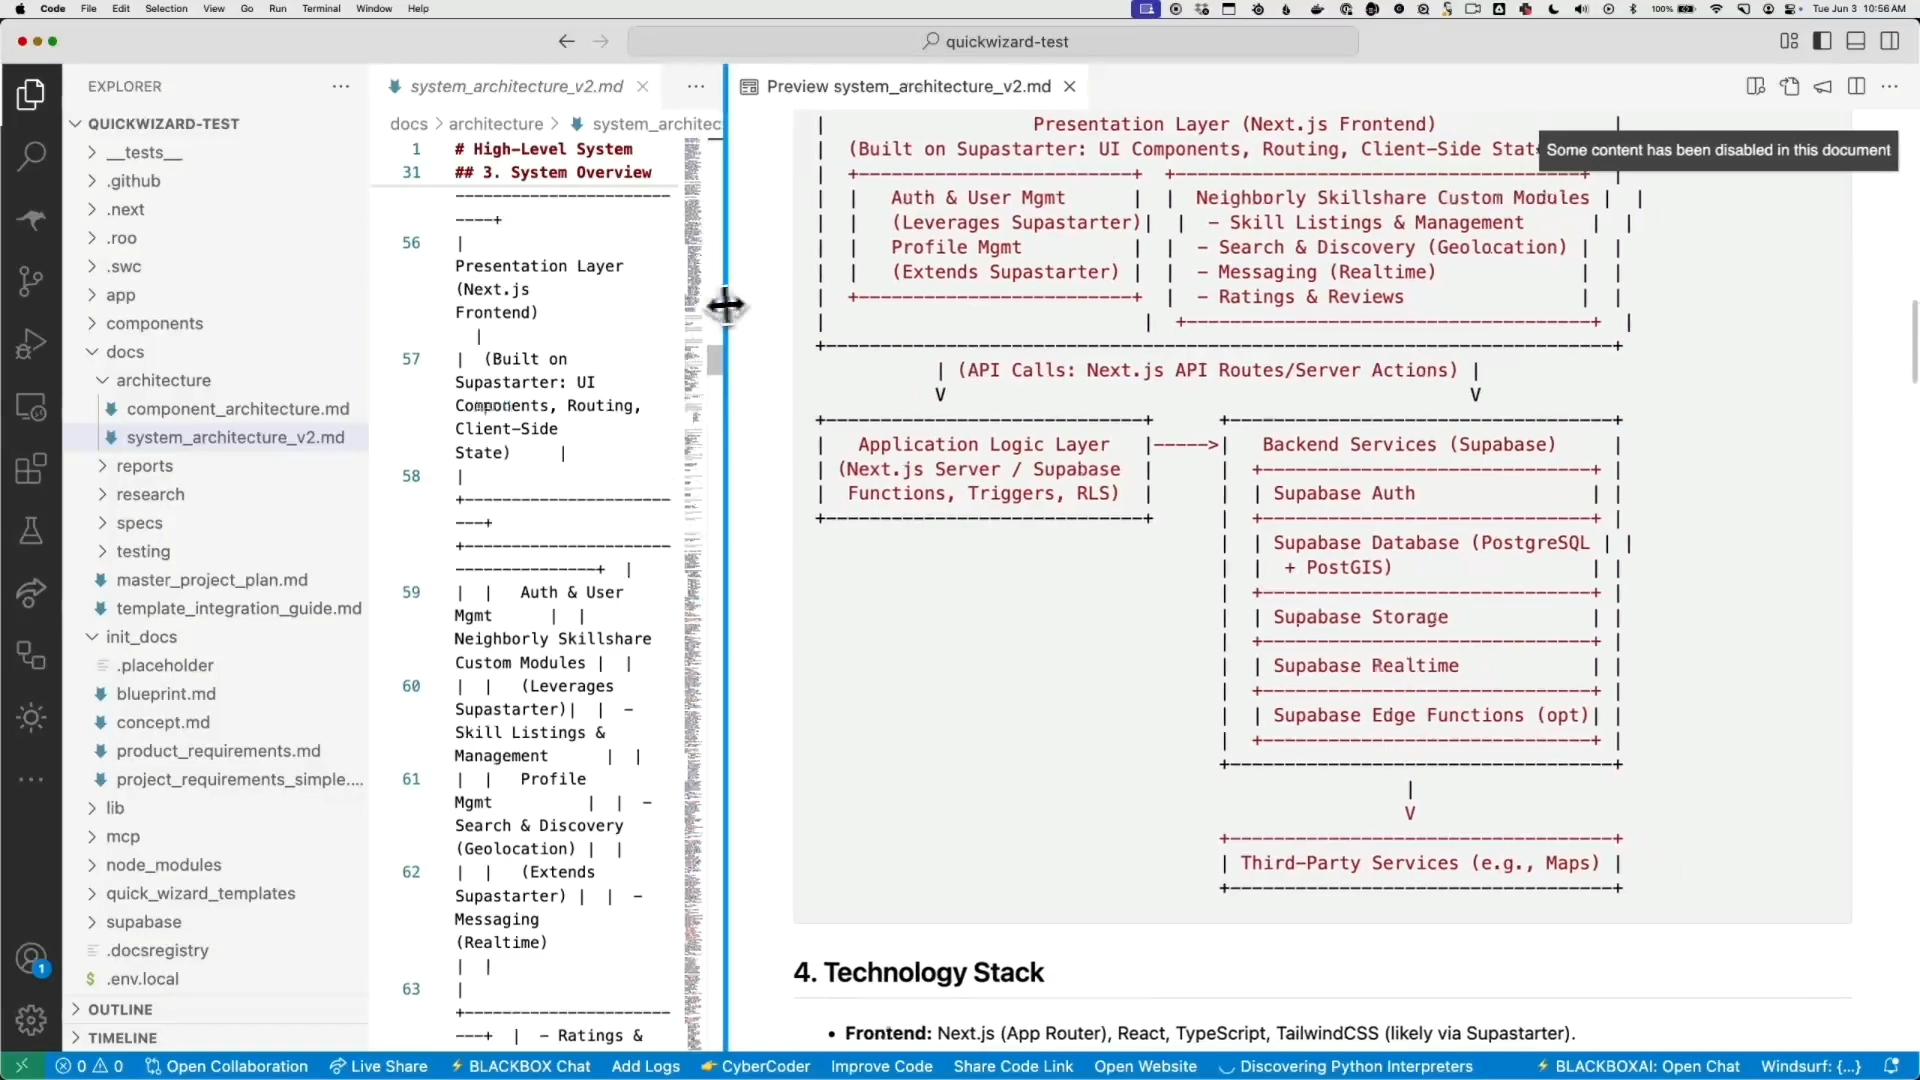 Code File Edit Selection View Go Run Terminal Window Help
100% Tue Jun 3 10:56 AM
quickwizard-test
EXPLORER
QUICKWIZARD-TEST
__tests__
.github
.next
.roo
.swc
app
components
docs
architecture
component_architecture.md
system_architecture_v2.md
reports
research
specs
testing
master_project_plan.md
template_integration_guide.md
init_docs
.placeholder
blueprint.md
concept.md
product_requirements.md
project_requirements_simple....
lib
mcp
node_modules
quick_wizard_templates
supabase
.docsregistry
$ .env.local
OUTLINE
TIMELINE
1
system_architecture_v2.md
docs > architecture > system_architec
1 # High-Level System
31 ## 3. System Overview
-----------------------
----+
56 |
Presentation Layer
(Next.js
Frontend)
|
57 | (Built on
Supastarter: UI
Components, Routing,
Client-Side
State) |
58 |
+----------------------
---+
+----------------------
---------------+ |
59 | | Auth & User
Mgmt | |
Neighborly Skillshare
Custom Modules | |
60 | | (Leverages
Supastarter)| | -
Skill Listings &
Management | |
61 | | Profile
Mgmt | | -
Search & Discovery
(Geolocation) | |
62 | | (Extends
Supastarter) | | -
Messaging
(Realtime)
| |
63 |
+----------------------
---+ | - Ratings &
Preview system_architecture_v2.md
Some content has been disabled in this document
| Presentation Layer (Next.js Frontend) |
| (Built on Supastarter: UI Components, Routing, Client-Side Stat
| +--------------------------+ +--------------------------------------+ |
| | Auth & User Mgmt | | Neighborly Skillshare Custom Modules | |
| | (Leverages Supastarter)| | - Skill Listings & Management | |
| | Profile Mgmt | | - Search & Discovery (Geolocation) | |
| | (Extends Supastarter) | | - Messaging (Realtime) | |
| +--------------------------+ | - Ratings & Reviews | |
| | +--------------------------------------+ |
+-------------------------------------------------------------------------+
| (API Calls: Next.js API Routes/Server Actions) |
V V
+-----------------------------+ +-----------------------------------+
| Application Logic Layer |----->| Backend Services (Supabase) |
| (Next.js Server / Supabase | | +------------------------------+ |
| Functions, Triggers, RLS) | | | Supabase Auth | |
+-----------------------------+ | +------------------------------+ |
| | Supabase Database (PostgreSQL | |
| | + PostGIS) | |
| +------------------------------+ |
| | Supabase Storage | |
| +------------------------------+ |
| | Supabase Realtime | |
| +------------------------------+ |
| | Supabase Edge Functions (opt)| |
| +------------------------------+ |
+-----------------------------------+
|
V
+-----------------------------------+
| Third-Party Services (e.g., Maps) |
+-----------------------------------+
4. Technology Stack
• Frontend: Next.js (App Router), React, TypeScript, TailwindCSS (likely via Supastarter).
0 0 Open Collaboration Live Share BLACKBOX Chat Add Logs CyberCoder Improve Code Share Code Link Open Website Discovering Python Interpreters BLACKBOXAI: Open Chat Windsurf: {...}